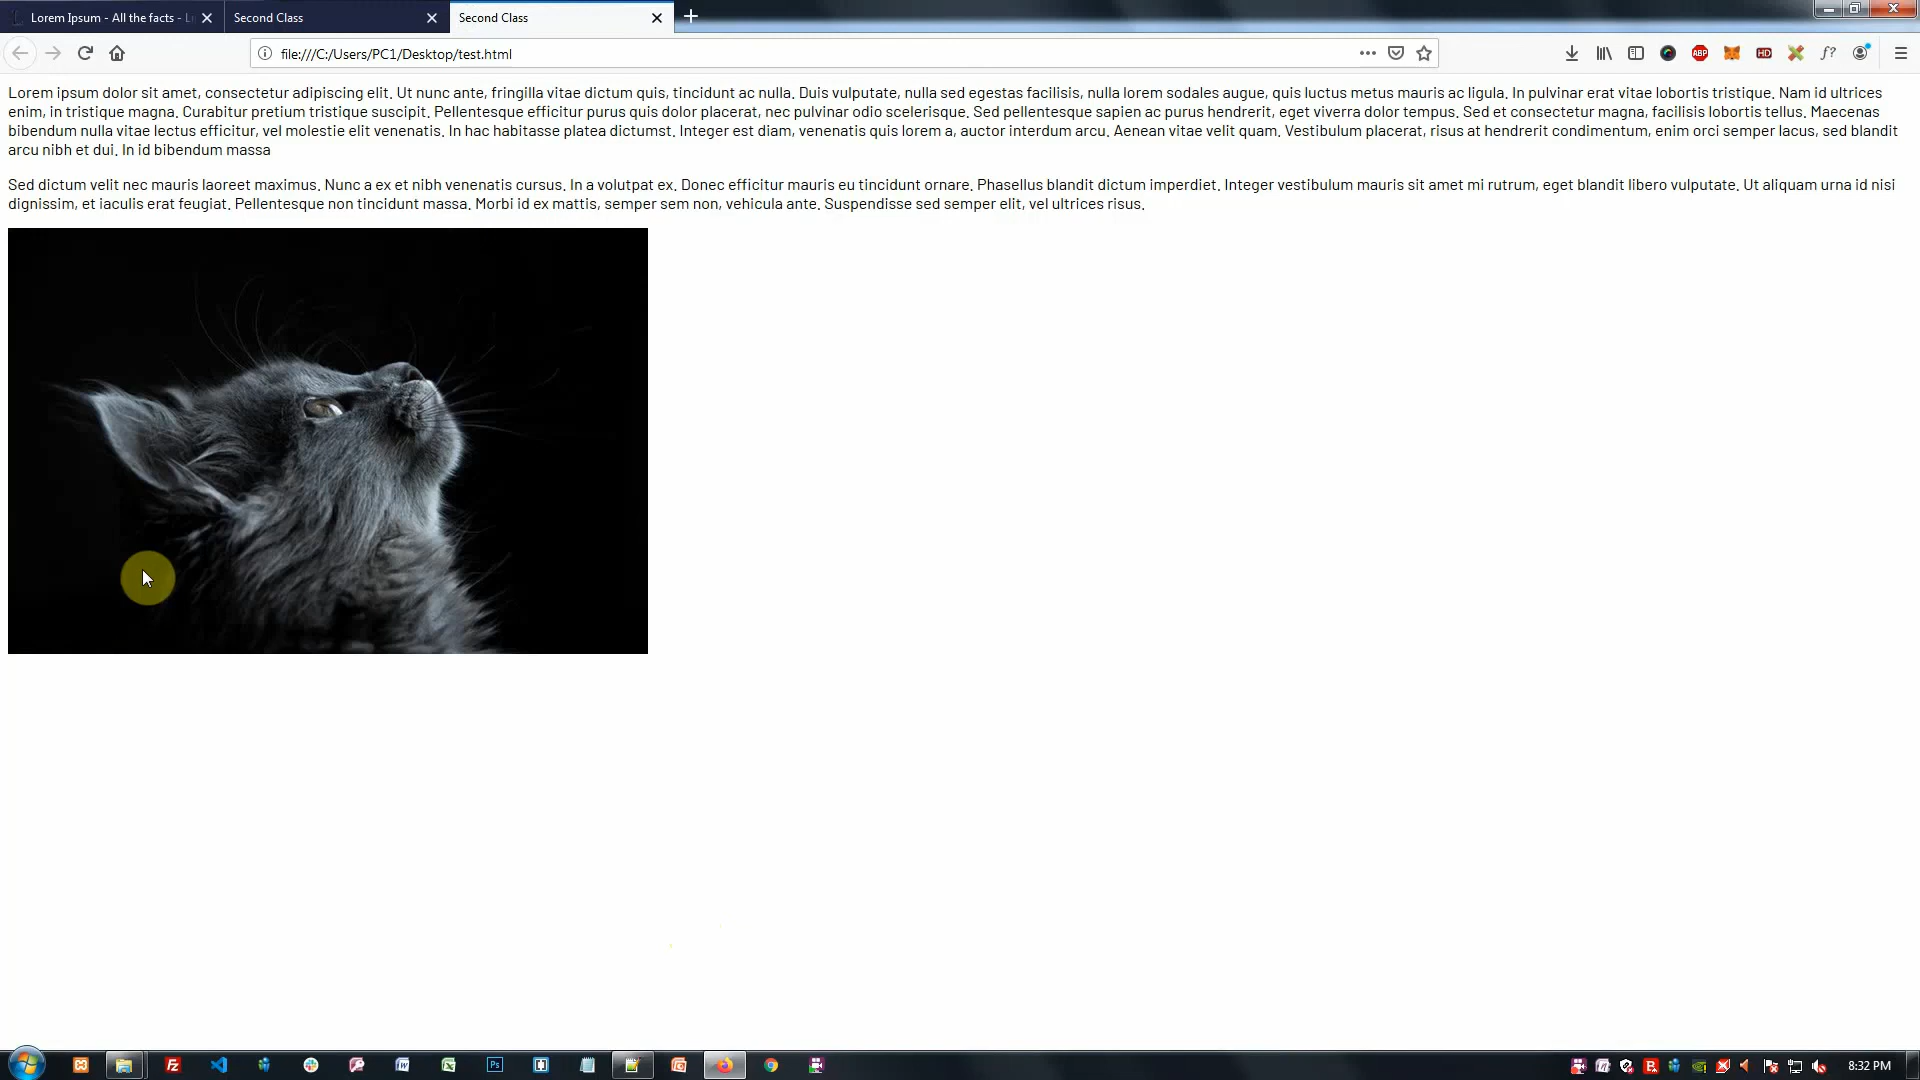 Lorem Ipsum - All the facts - L
Second Class
Second Class
file:///C:/Users/PC1/Desktop/test.html
ABP
HD
f?
Lorem ipsum dolor sit amet, consectetur adipiscing elit. Ut nunc ante, fringilla vitae dictum quis, tincidunt ac nulla. Duis vulputate, nulla sed egestas facilisis, nulla lorem sodales augue, quis luctus metus mauris ac ligula. In pulvinar erat vitae lobortis tristique. Nam id ultrices
enim, in tristique magna. Curabitur pretium tristique suscipit. Pellentesque efficitur purus quis dolor placerat, nec pulvinar odio scelerisque. Sed pellentesque sapien ac purus hendrerit, eget viverra dolor tempus. Sed et consectetur magna, facilisis lobortis tellus. Maecenas
bibendum nulla vitae lectus efficitur, vel molestie elit venenatis. In hac habitasse platea dictumst. Integer est diam, venenatis quis lorem a, auctor interdum arcu. Aenean vitae velit quam. Vestibulum placerat, risus at hendrerit condimentum, enim orci semper lacus, sed blandit
arcu nibh et dui. In id bibendum massa
Sed dictum velit nec mauris laoreet maximus. Nunc a ex et nibh venenatis cursus. In a volutpat ex. Donec efficitur mauris eu tincidunt ornare. Phasellus blandit dictum imperdiet. Integer vestibulum mauris sit amet mi rutrum, eget blandit libero vulputate. Ut aliquam urna id nisi
dignissim, et iaculis erat feugiat. Pellentesque non tincidunt massa. Morbi id ex mattis, semper sem non, vehicula ante. Suspendisse sed semper elit, vel ultrices risus.
Fz
Ps
8:32 PM